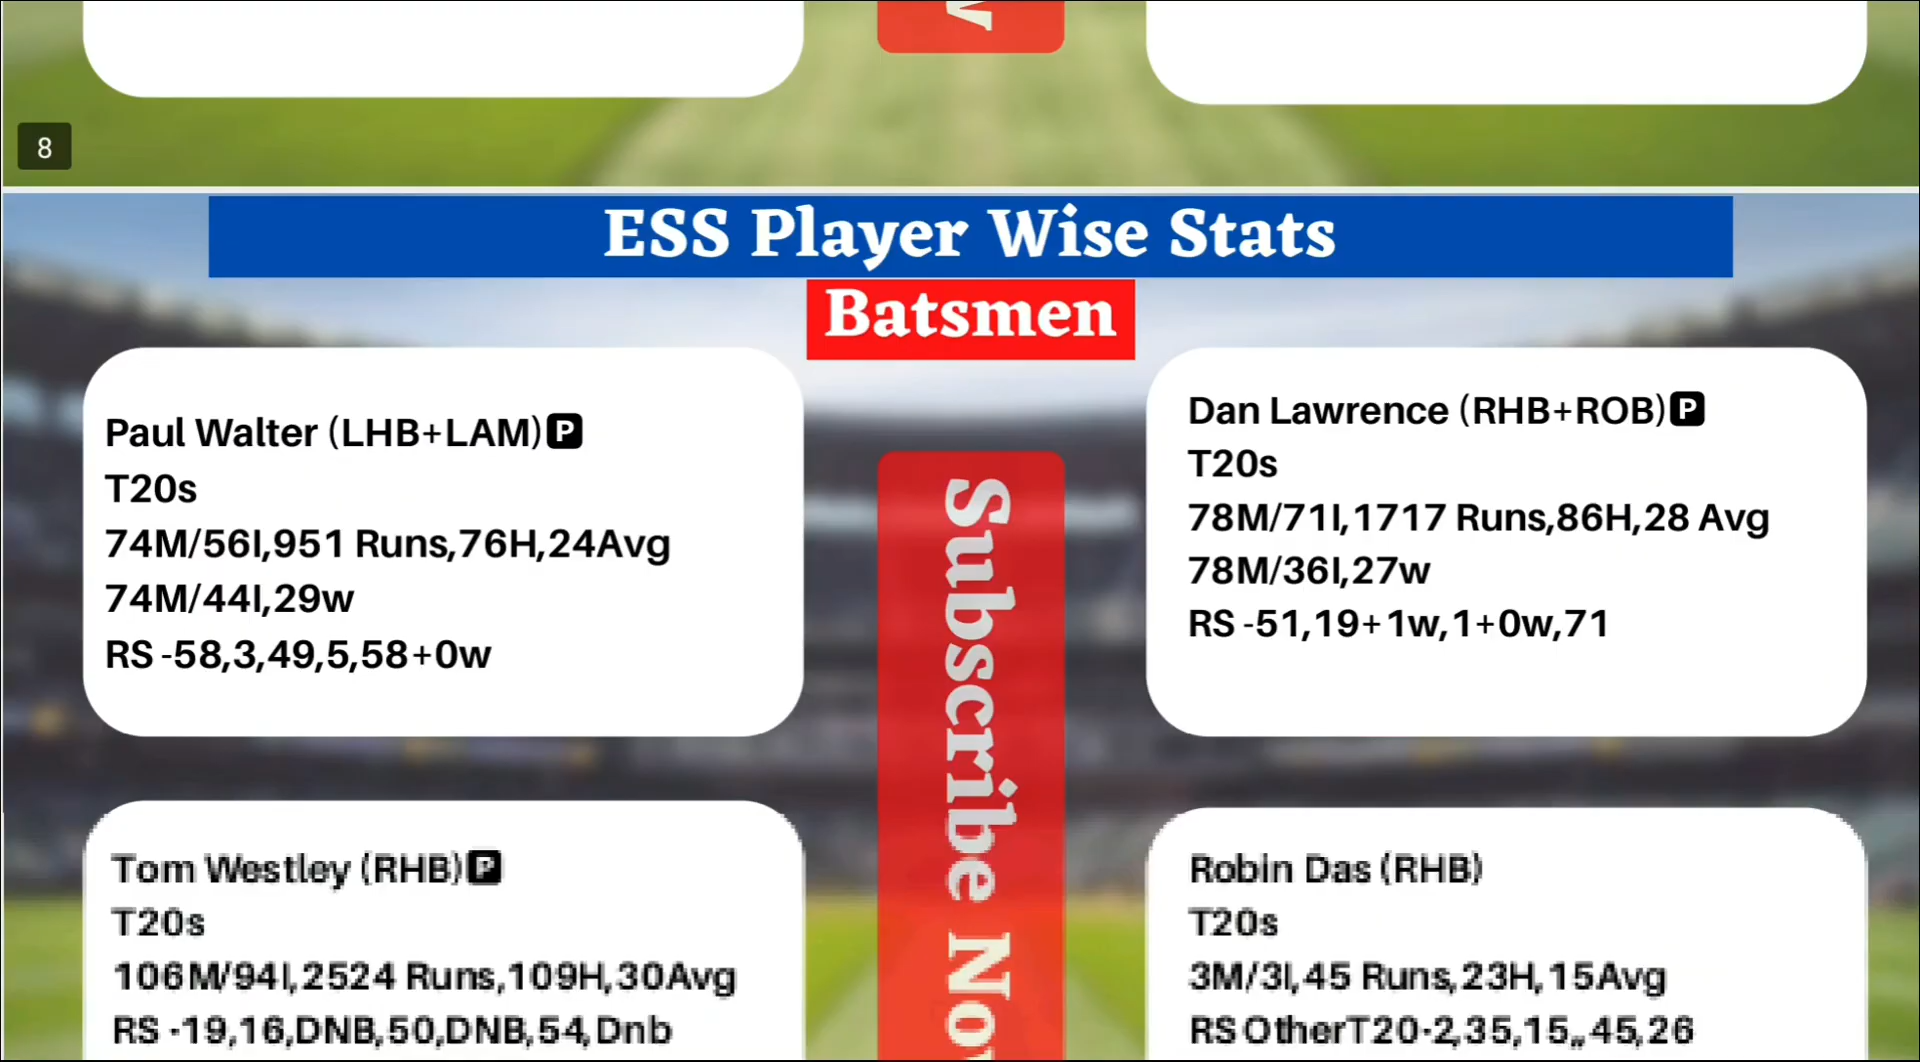 w
8
ESS Player Wise Stats
Batsmen
Paul Walter (LHB+LAM)🅿
T20s
74M/56I,951 Runs,76H,24Avg
74M/44I,29w
RS -58,3,49,5,58+0w
Dan Lawrence (RHB+ROB)🅿
T20s
78M/71I,1717 Runs,86H,28 Avg
78M/36I,27w
RS -51,19+1w,1+0w,71
Subscribe Now
Tom Westley (RHB)🅿
T20s
106M/94I,2524 Runs,109H,30Avg
RS -19,16,DNB,50,DNB,54,Dnb
Robin Das (RHB)
T20s
3M/3I,45 Runs,23H,15Avg
RS OtherT20-2,35,15,,45,26